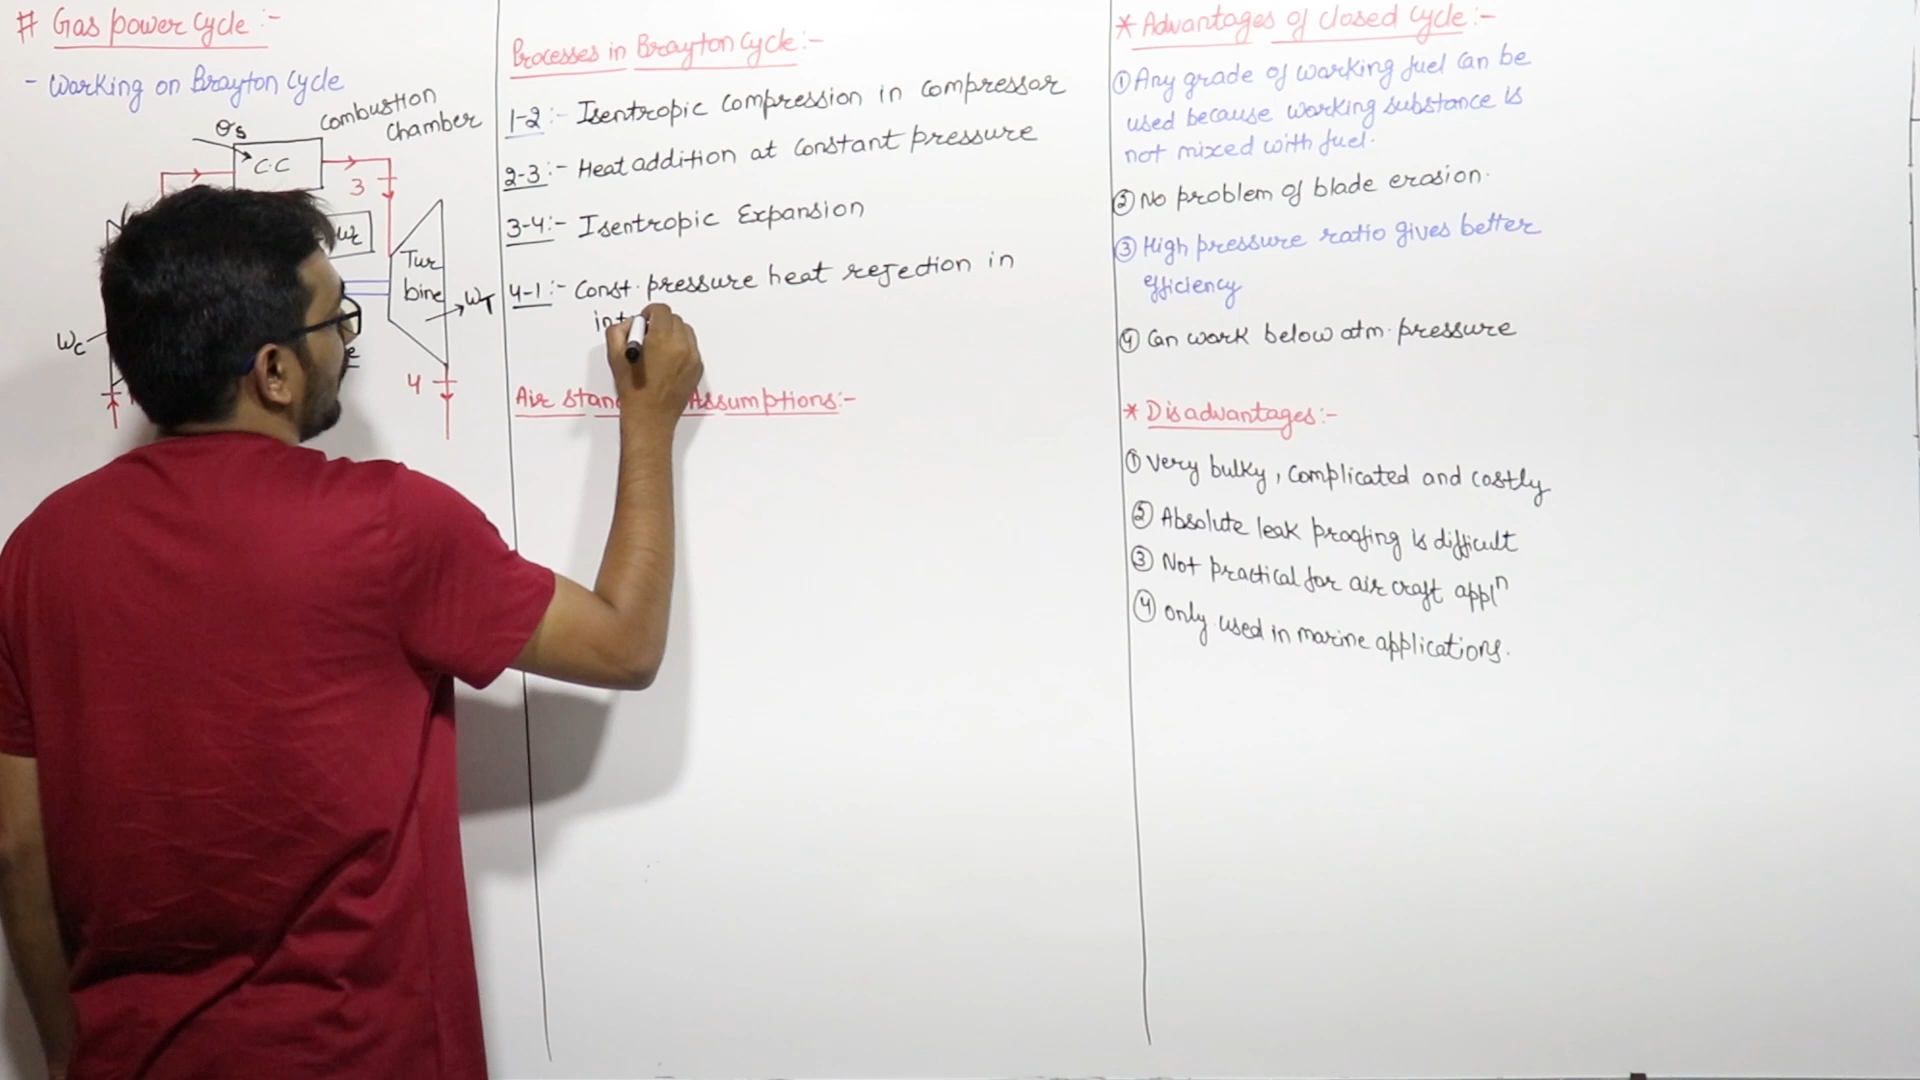 # Gas power cycle :-
- Working on Brayton cycle
combustion
chamber
Qs
C.C
3
Tur
bine
WT
Wc
4
Processes in Brayton Cycle:-
1-2 :- Isentropic compression in compressor
2-3 :- Heat addition at constant pressure
3-4 :- Isentropic Expansion
4-1 :- Const. pressure heat rejection in
Air Assumptions:-
* Advantages of closed cycle:-
① Any grade of working fuel can be
used because working substance is
not mixed with fuel.
② No problem of blade erosion.
③ High pressure ratio gives better
efficiency
④ Can work below atm. pressure
* Disadvantages:-
① Very bulky, complicated and costly
② Absolute leak proofing is difficult
③ Not practical for air craft applⁿ
④ only used in marine applications.